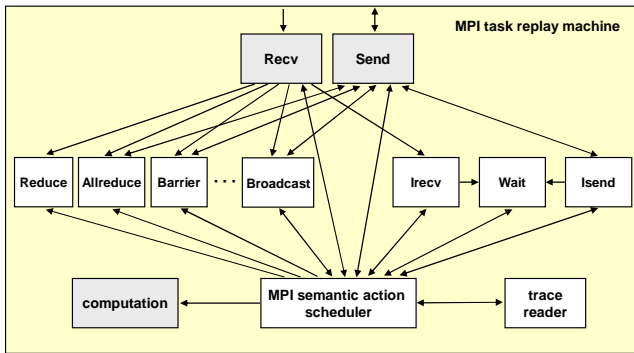 MPI task replay machine
Recv
Send
Reduce
Allreduce
Barrier
...
Broadcast
Irecv
Wait
Isend
computation
MPI semantic action
scheduler
trace
reader